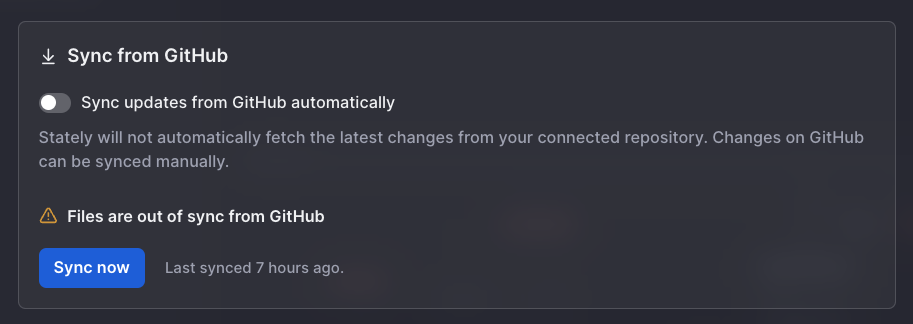 Sync from GitHub
Sync updates from GitHub automatically
Stately will not automatically fetch the latest changes from your connected repository. Changes on GitHub
can be synced manually.
Files are out of sync from GitHub
Sync now
Last synced 7 hours ago.